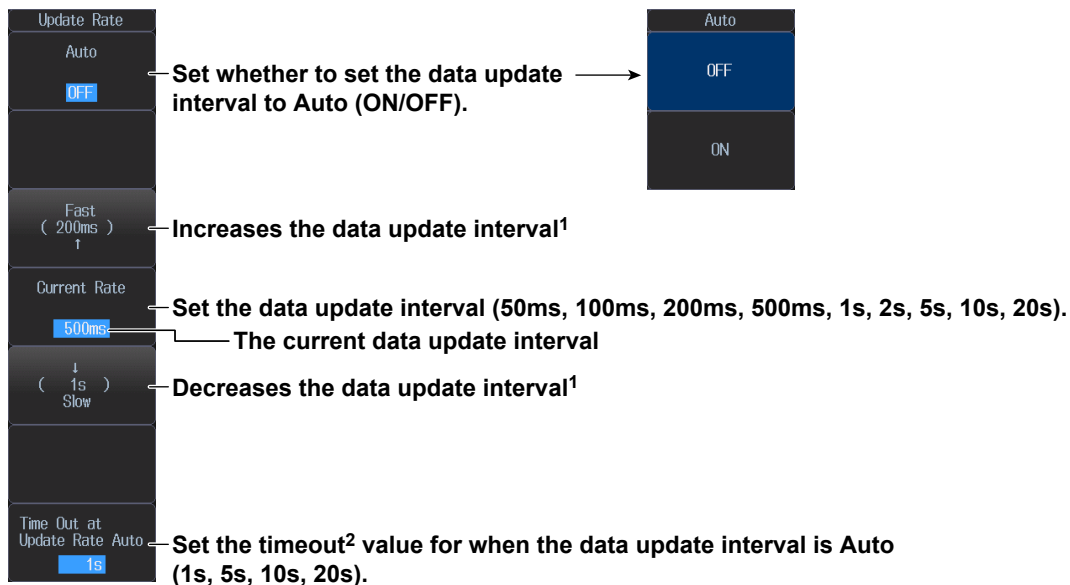 Update Rate
Auto
OFF
Set whether to set the data update
interval to Auto (ON/OFF).
Auto
OFF
ON
Fast
( 200ms )
↑
Increases the data update interval1
Current Rate
500ms
Set the data update interval (50ms, 100ms, 200ms, 500ms, 1s, 2s, 5s, 10s, 20s).
The current data update interval
↓
( 1s )
Slow
Decreases the data update interval1
Time Out at
Update Rate Auto
1s
Set the timeout2 value for when the data update interval is Auto
(1s, 5s, 10s, 20s).